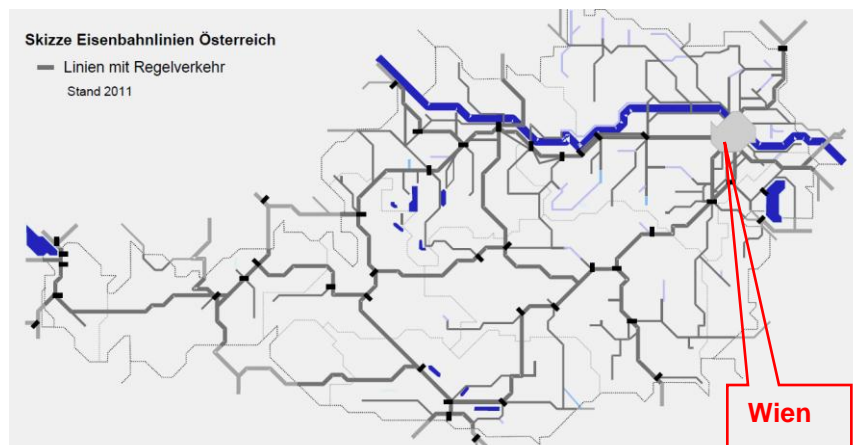 Skizze Eisenbahnlinien Österreich
Linien mit Regelverkehr
Stand 2011
Wien